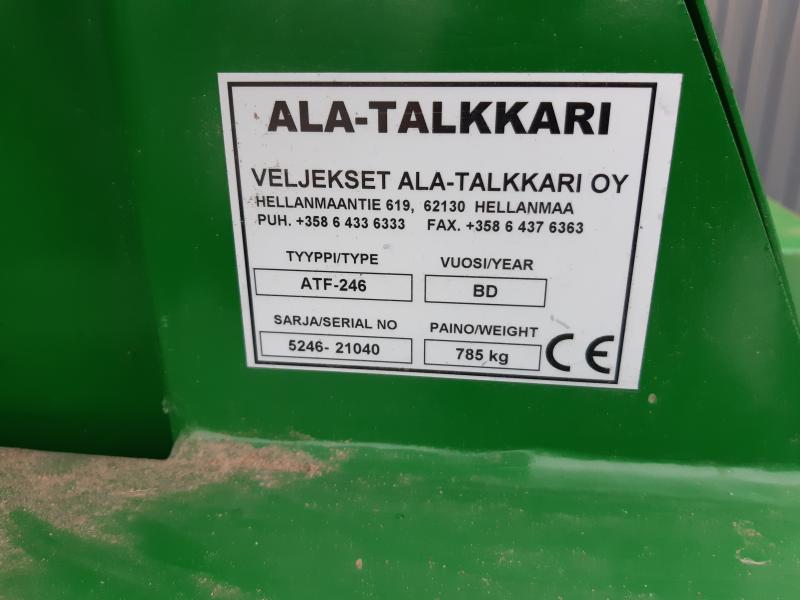 ALA-TALKKARI
VELJEKSET ALA-TALKKARI OY
HELLANMAANTIE 619, 62130 HELLANMAA
PUH. +358 6 433 6333 FAX. +358 6 437 6363
TYYPPI/TYPE VUOSI/YEAR
ATF-246 BD
SARJA/SERIAL NO PAINO/WEIGHT
5246- 21040 785 kg CE